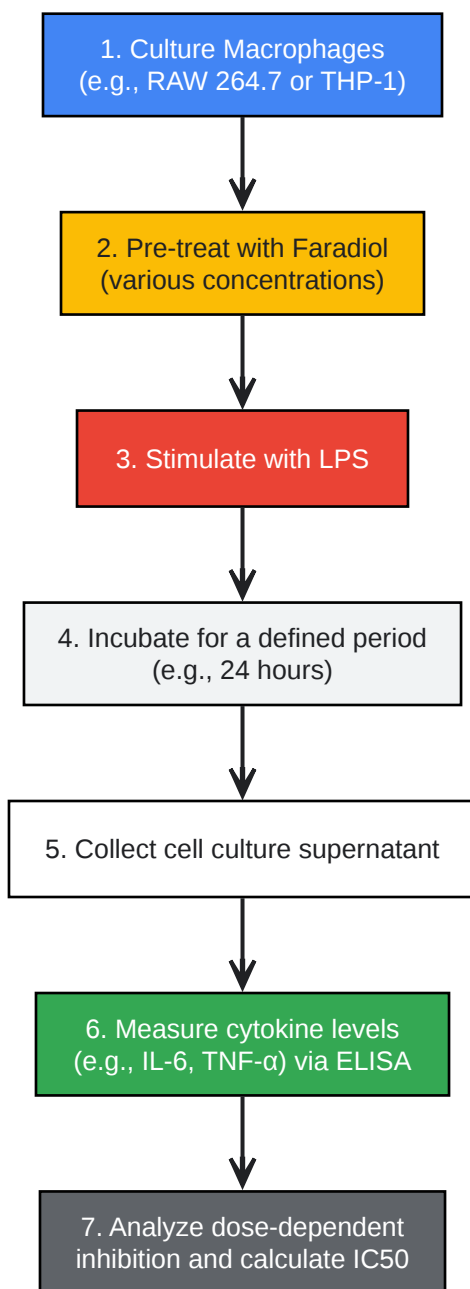 1. Culture Macrophages
(e.g., RAW 264.7 or THP-1)
2. Pre-treat with Faradiol
(various concentrations)
3. Stimulate with LPS
4. Incubate for a defined period
(e.g., 24 hours)
5. Collect cell culture supernatant
6. Measure cytokine levels
(e.g., IL-6, TNF-α) via ELISA
7. Analyze dose-dependent
inhibition and calculate IC50